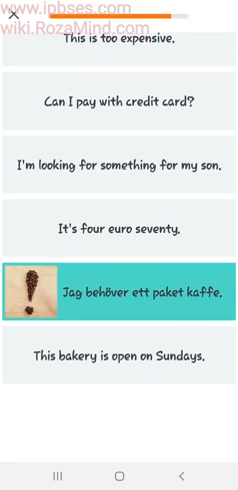 www.ipbses.com
wiki.RozaMind.com
This is too expensive.
Can I pay with credit card?
I'm looking for something for my son.
It's four euro seventy.
Jag behöver ett paket kaffe.
This bakery is open on Sundays.